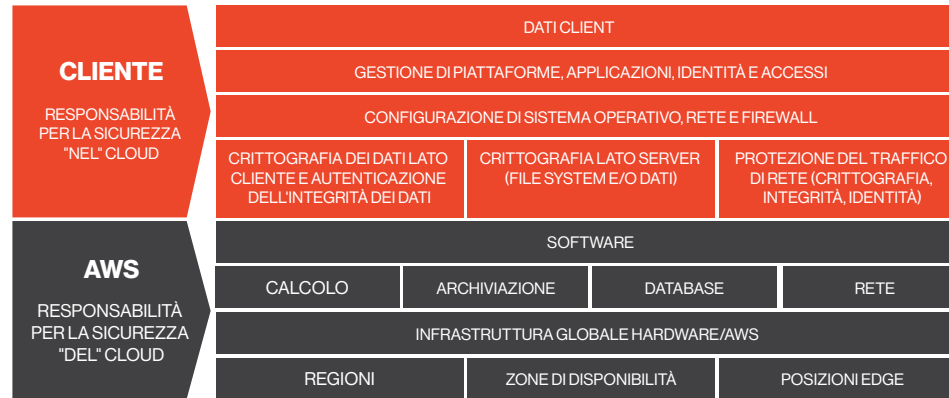 CLIENTE
RESPONSABILITÀ
PER LA SICUREZZA
"NEL" CLOUD
DATI CLIENT
GESTIONE DI PIATTAFORME, APPLICAZIONI, IDENTITÀ E ACCESSI
CONFIGURAZIONE DI SISTEMA OPERATIVO, RETE E FIREWALL
CRITTOGRAFIA DEI DATI LATO
CLIENTE E AUTENTICAZIONE
DELL'INTEGRITÀ DEI DATI
CRITTOGRAFIA LATO SERVER
(FILE SYSTEM E/O DATI)
PROTEZIONE DEL TRAFFICO
DI RETE (CRITTOGRAFIA,
INTEGRITÀ, IDENTITÀ)
AWS
RESPONSABILITÀ
PER LA SICUREZZA
"DEL" CLOUD
SOFTWARE
CALCOLO
ARCHIVIAZIONE
DATABASE
RETE
INFRASTRUTTURA GLOBALE HARDWARE/AWS
REGIONI
ZONE DI DISPONIBILITÀ
POSIZIONI EDGE